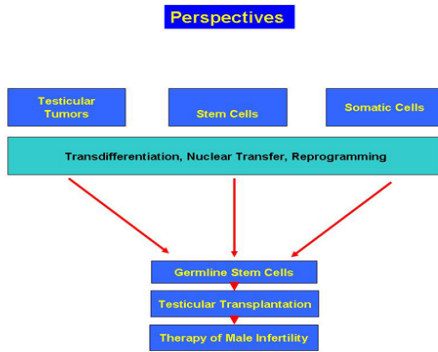 Perspectives
Testicular
Tumors
Stem Cells
Somatic Cells
Transdifferentiation, Nuclear Transfer, Reprogramming
Germline Stem Cells
Testicular Transplantation
Therapy of Male Infertility